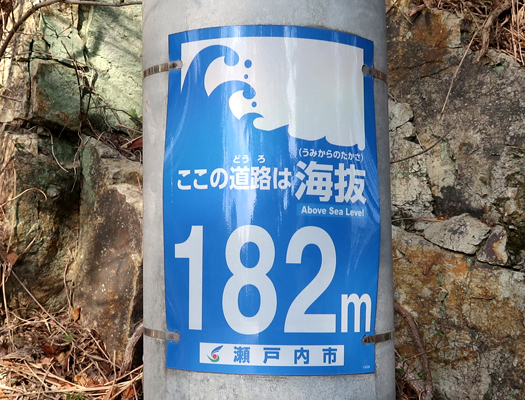 (うみからのたかさ)
どうろ
ここの道路は海抜
Above Sea Level
182m
瀬戸内市